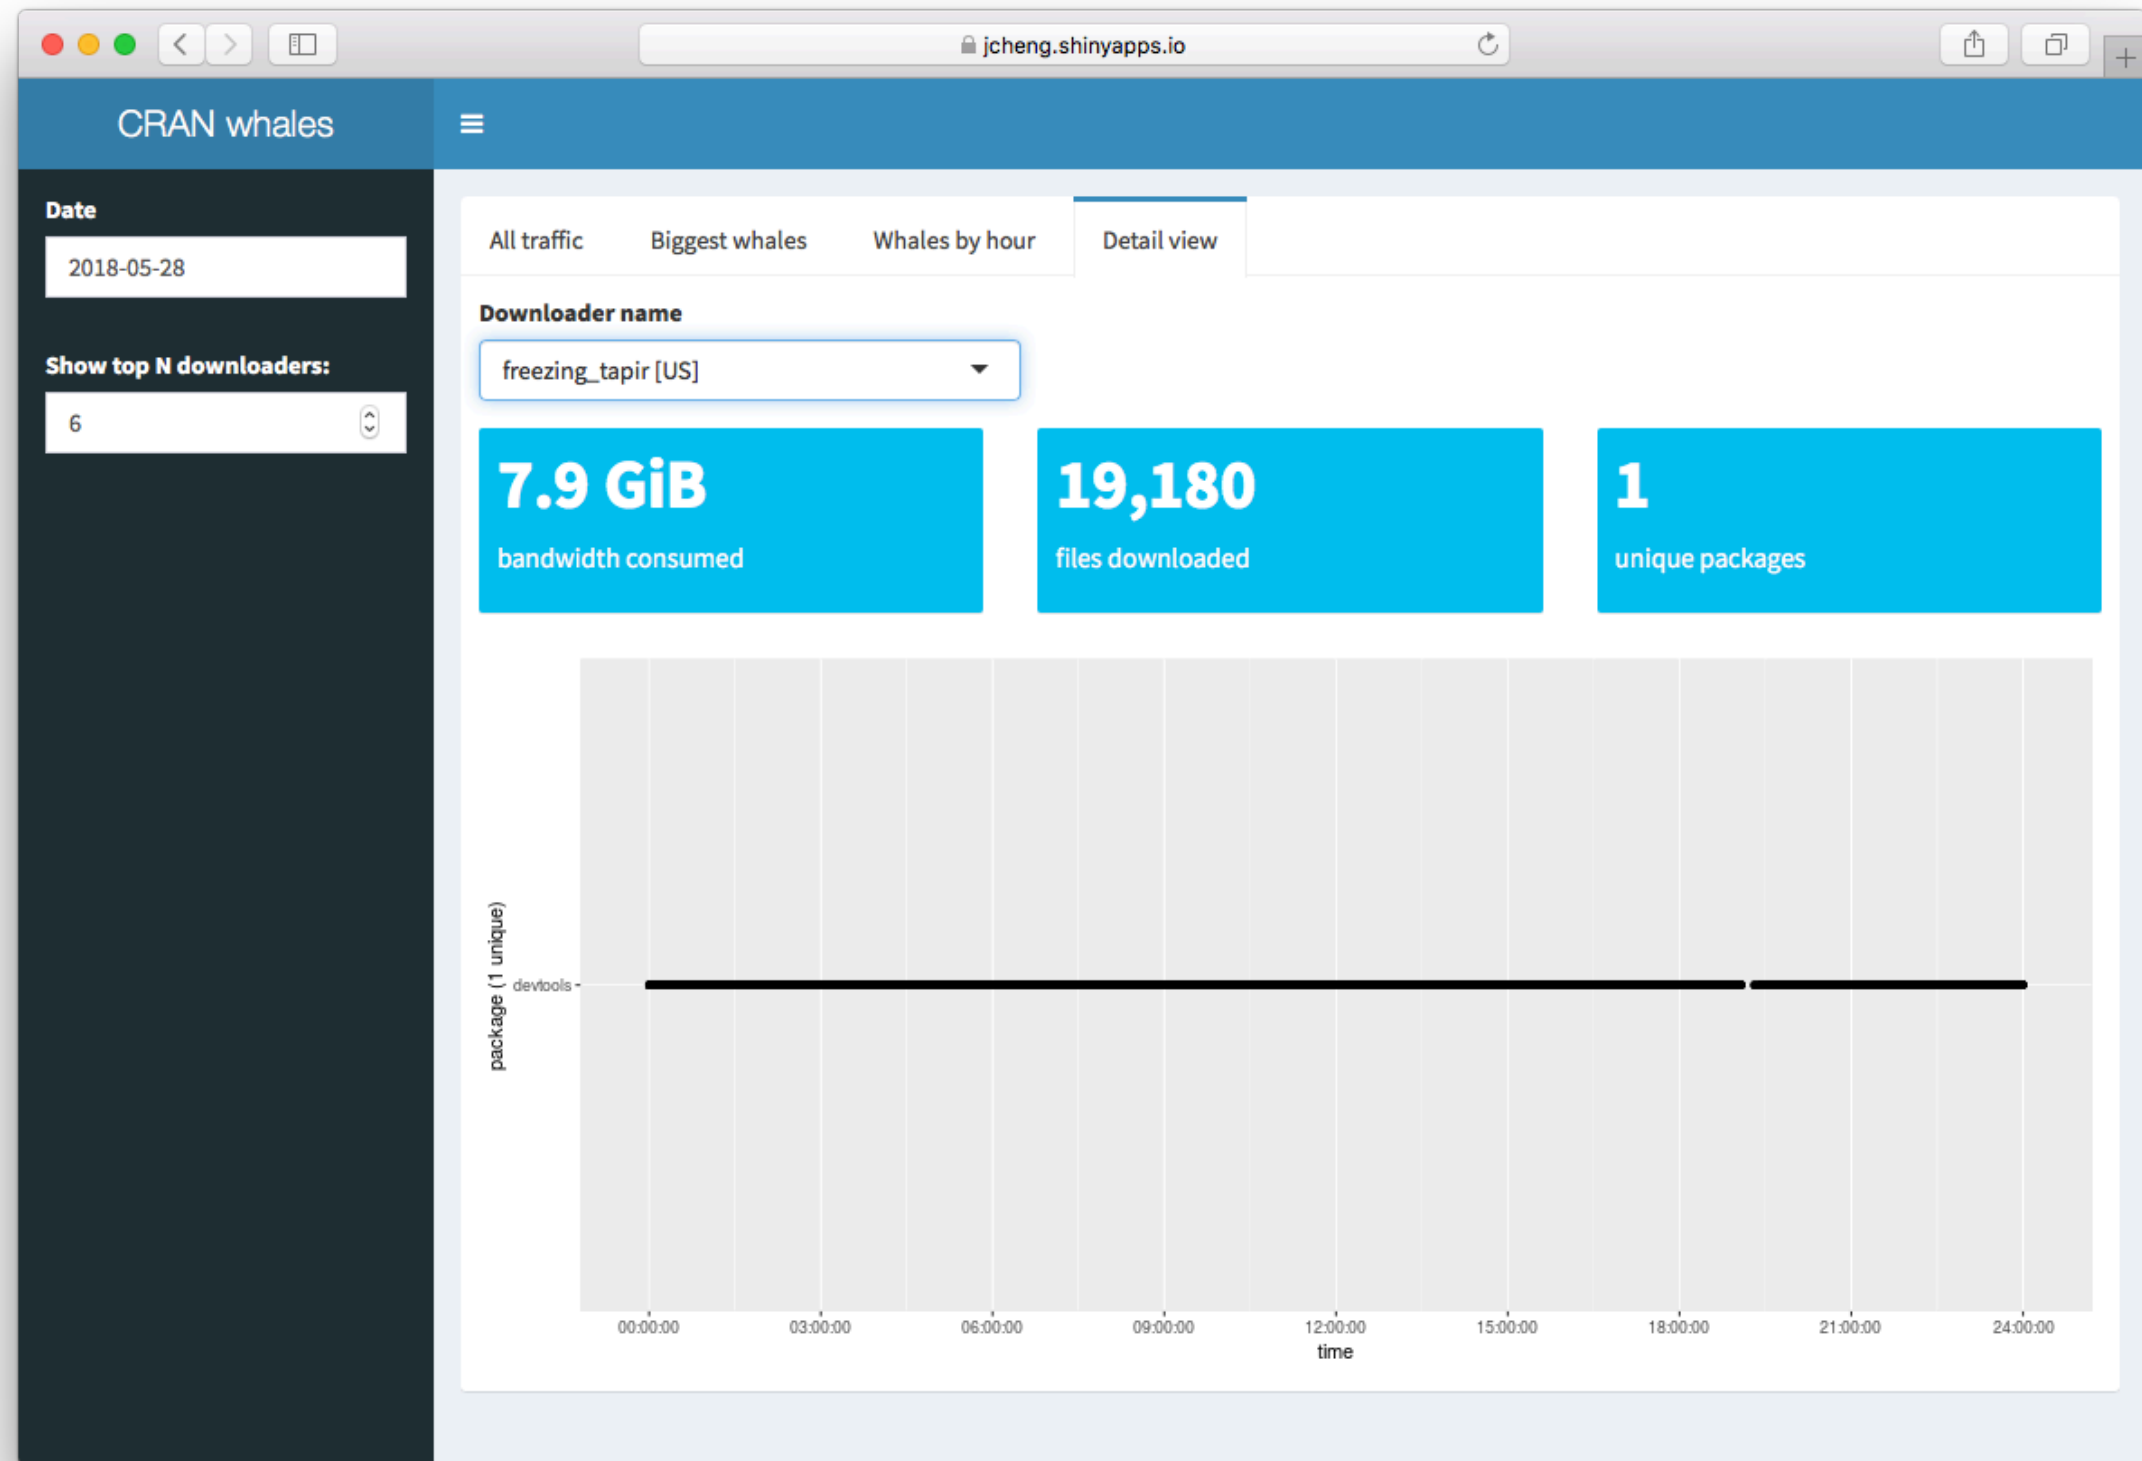 jcheng.shinyapps.io
CRAN whales
Date
2018-05-28
Show top N downloaders:
6
All traffic Biggest whales Whales by hour Detail view
Downloader name
freezing_tapir [US]
7.9 GiB 19,180 1
bandwidth consumed files downloaded unique packages
package (1 unique)
devtools
00:00:00 03:00:00 06:00:00 09:00:00 12:00:00 15:00:00 18:00:00 21:00:00 24:00:00
time